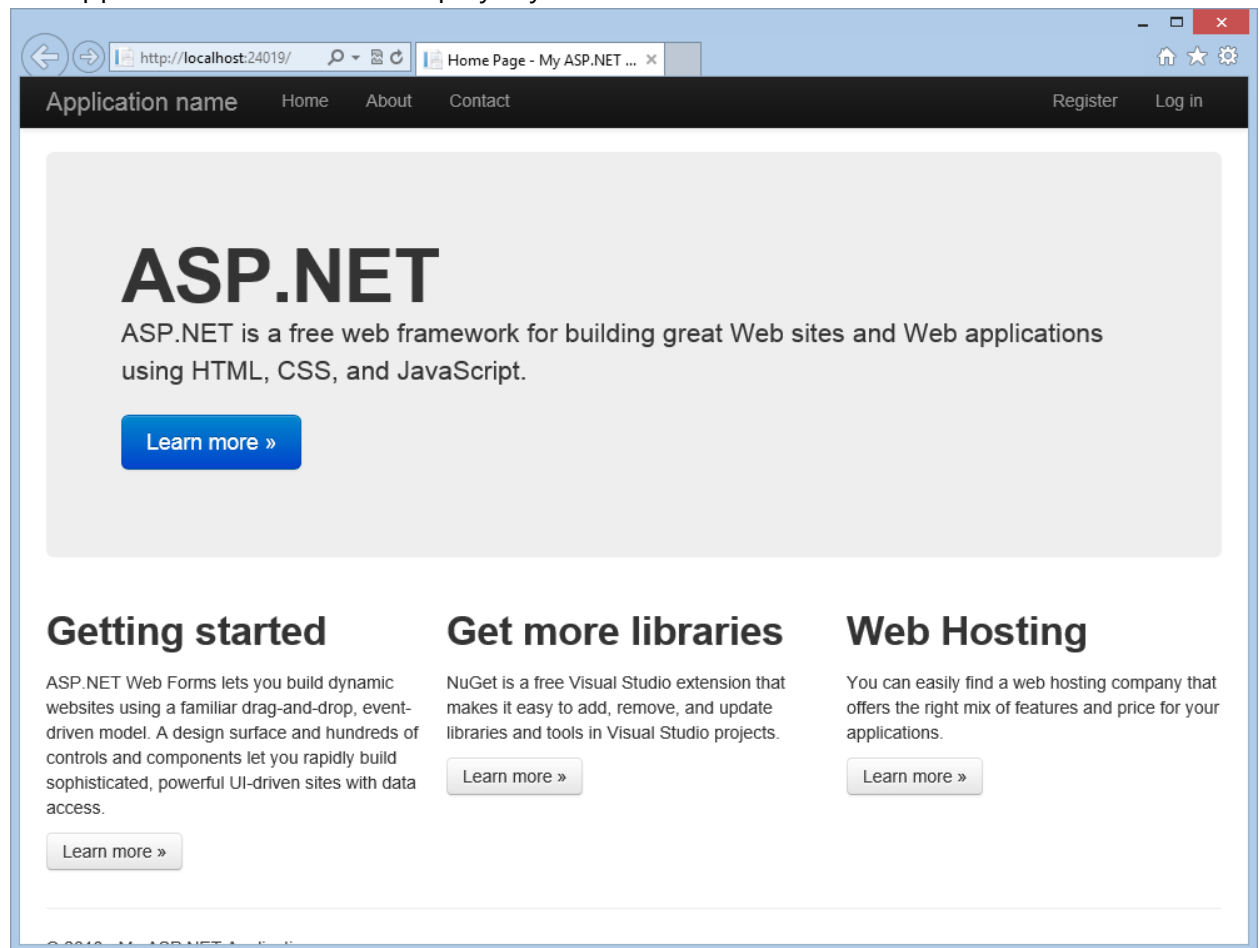 http://localhost:24019/
Home Page - My ASP.NET ...
Application name Home About Contact Register Log in
ASP.NET
ASP.NET is a free web framework for building great Web sites and Web applications
using HTML, CSS, and JavaScript.
Learn more »
Getting started
ASP.NET Web Forms lets you build dynamic
websites using a familiar drag-and-drop, event-
driven model. A design surface and hundreds of
controls and components let you rapidly build
sophisticated, powerful UI-driven sites with data
access.
Learn more »
Get more libraries
NuGet is a free Visual Studio extension that
makes it easy to add, remove, and update
libraries and tools in Visual Studio projects.
Learn more »
Web Hosting
You can easily find a web hosting company that
offers the right mix of features and price for your
applications.
Learn more »
My ASP.NET Application